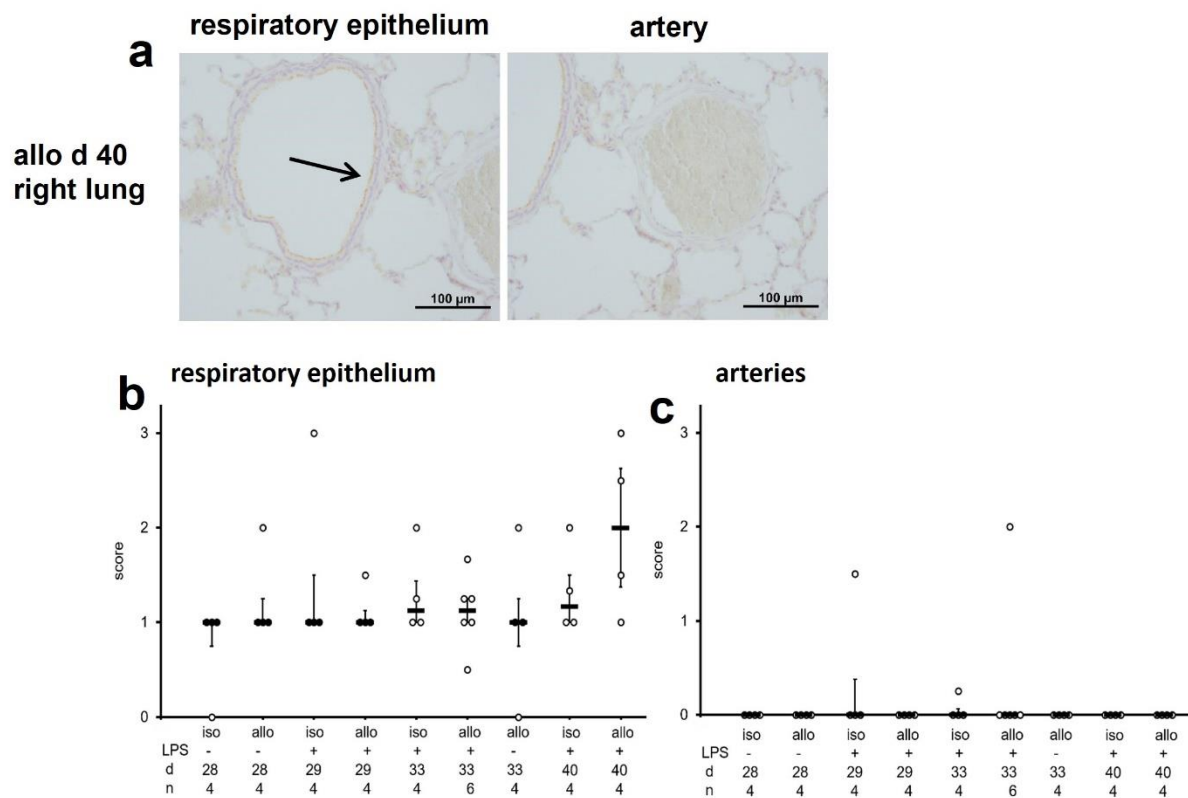 respiratory epithelium artery
a
allo d 40
right lung
100 µm 100 µm
respiratory epithelium
b
3
2
1
0
score
iso allo iso allo iso allo allo iso allo
LPS - - + + + + - + +
d 28 28 29 29 33 33 33 40 40
n 4 4 4 4 4 6 4 4 4
arteries
c
3
2
1
0
score
iso allo iso allo iso allo allo iso allo
LPS - - + + + + - + +
d 28 28 29 29 33 33 33 40 40
n 4 4 4 4 4 6 4 4 4